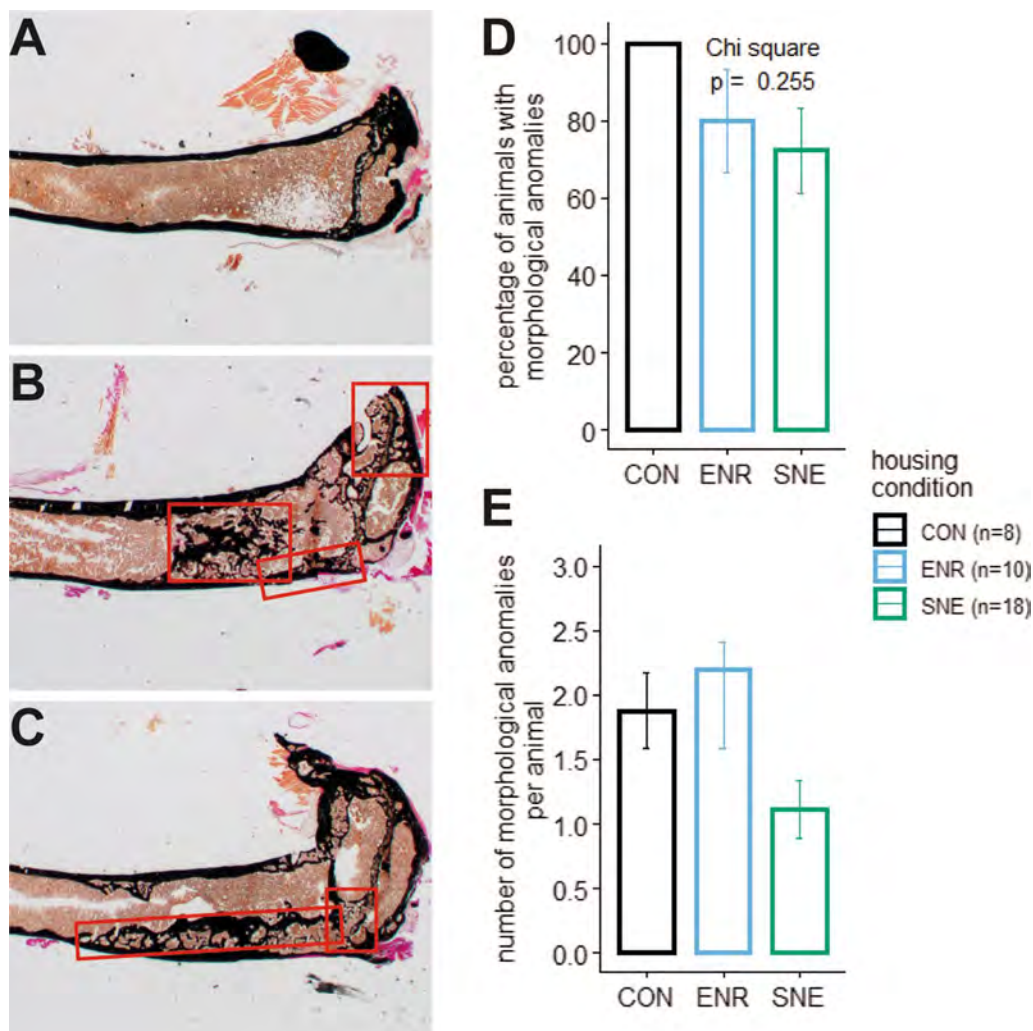 A
B
C
D
percentage of animals with
morphological anomalies
100
80
60
40
20
0
Chi square
p = 0.255
CON ENR SNE
E
number of morphological anomalies
per animal
3.0
2.5
2.0
1.5
1.0
0.5
0.0
CON ENR SNE
housing
condition
CON (n=8)
ENR (n=10)
SNE (n=18)